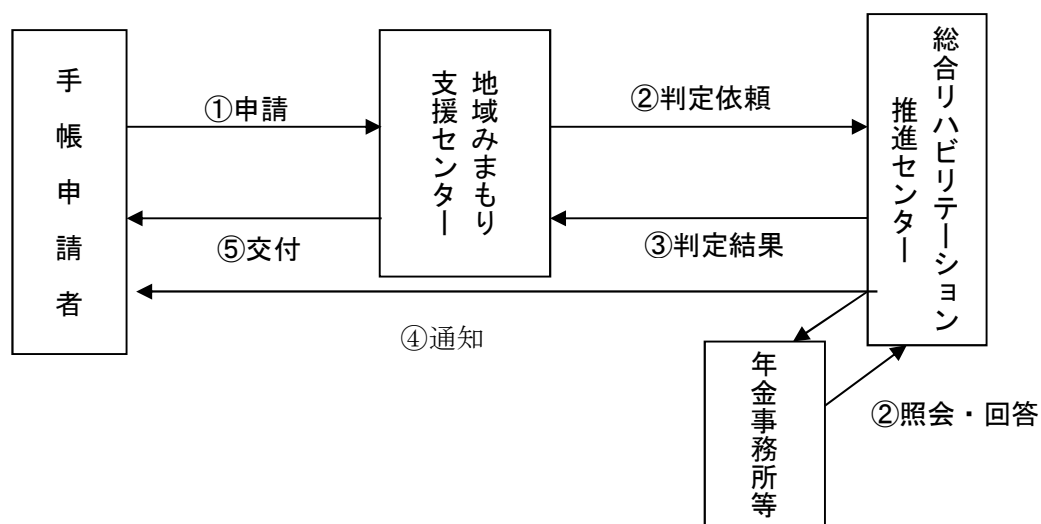 手帳申請者
①申請
地域みまもり
支援センター
②判定依頼
総合リハビリテーション
推進センター
⑤交付
③判定結果
④通知
年金事務所等
②照会・回答